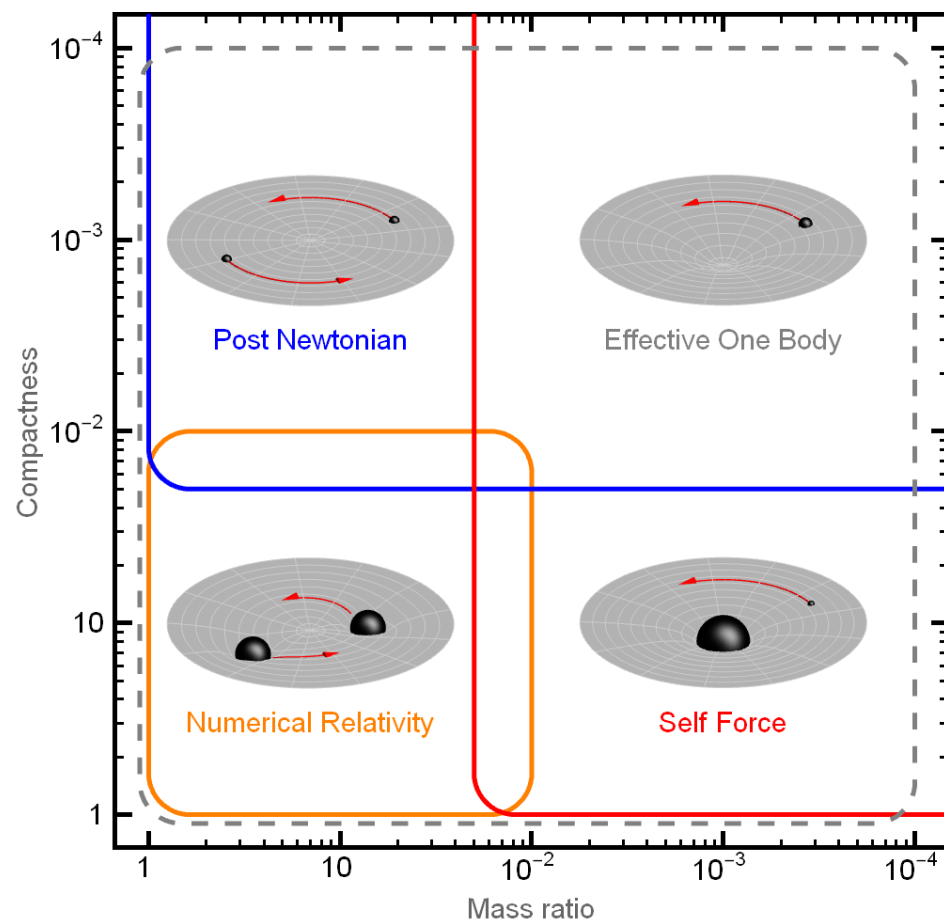 10⁻⁴
10⁻³
10⁻²
10
1
Compactness
Post Newtonian
Effective One Body
Numerical Relativity
Self Force
1
10
10⁻²
10⁻³
10⁻⁴
Mass ratio